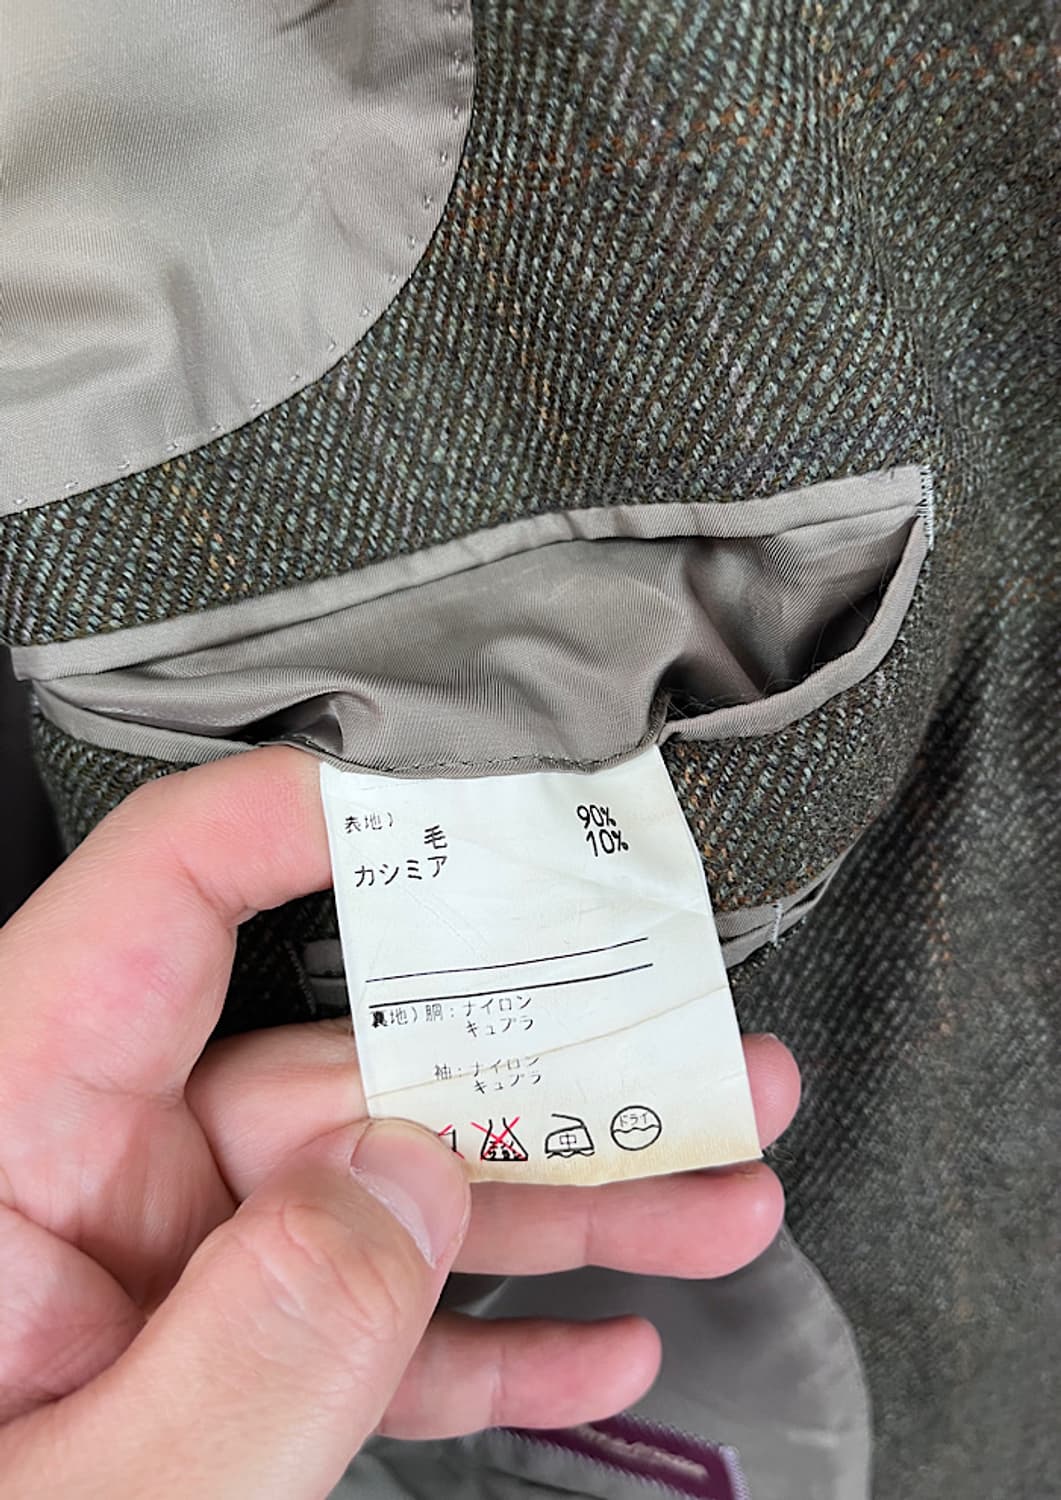 表地)
毛 90%
カシミア 10%
裏地) 胴:ナイロン
キュプラ
袖:ナイロン
キュプラ
中 ドライ